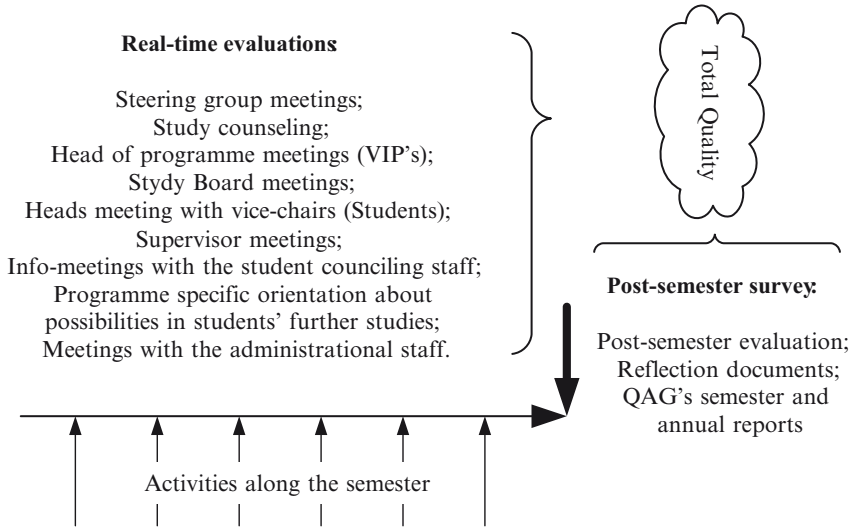 Real-time evaluations:
Steering group meetings;
Study counseling;
Head of programme meetings (VIP's);
Stydy Board meetings;
Heads meeting with vice-chairs (Students);
Supervisor meetings;
Info-meetings with the student counciling staff;
Programme specific orientation about
possibilities in students' further studies;
Meetings with the administrational staff.
Total Quality
Post-semester survey:
Post-semester evaluation;
Reflection documents;
QAG's semester and
annual reports
Activities along the semester